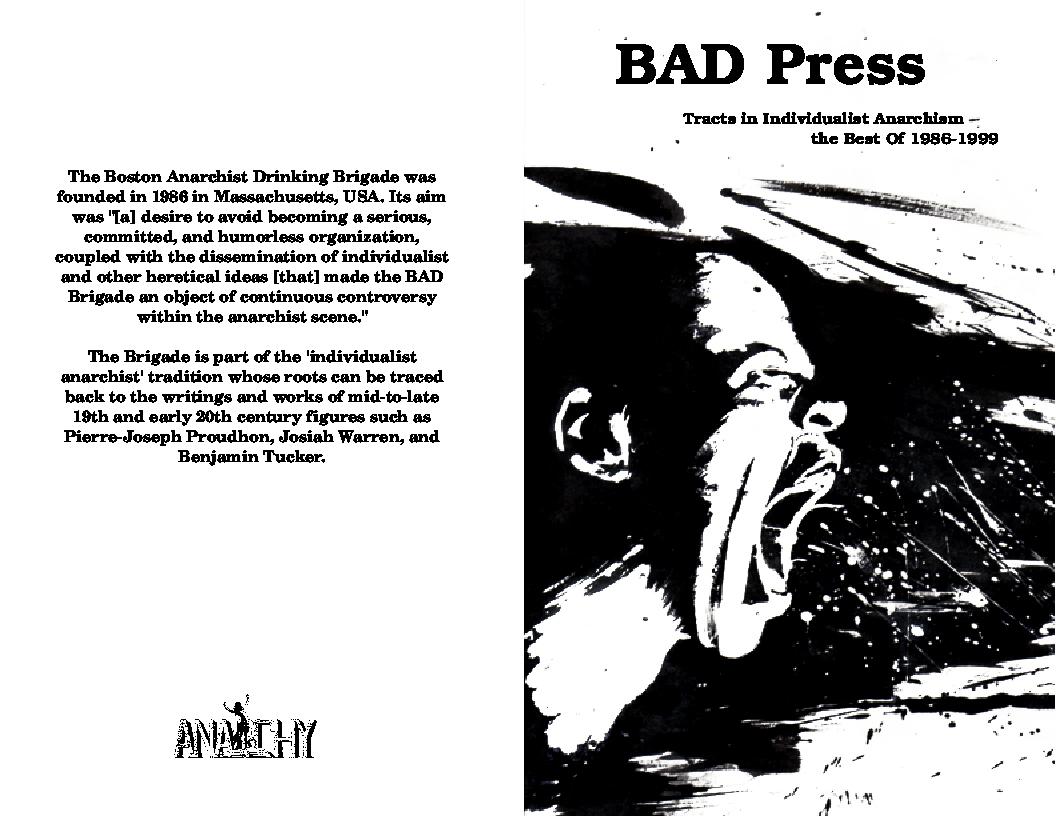 The Boston Anarchist Drinking Brigade was
founded in 1986 in Massachusetts, USA. Its aim
was "[a] desire to avoid becoming a serious,
committed, and humorless organization,
coupled with the dissemination of individualist
and other heretical ideas [that] made the BAD
Brigade an object of continuous controversy
within the anarchist scene."
The Brigade is part of the 'individualist
anarchist' tradition whose roots can be traced
back to the writings and works of mid-to-late
19th and early 20th century figures such as
Pierre-Joseph Proudhon, Josiah Warren, and
Benjamin Tucker.
ANARCHY
BAD Press
Tracts in Individualist Anarchism –
the Best Of 1986-1999